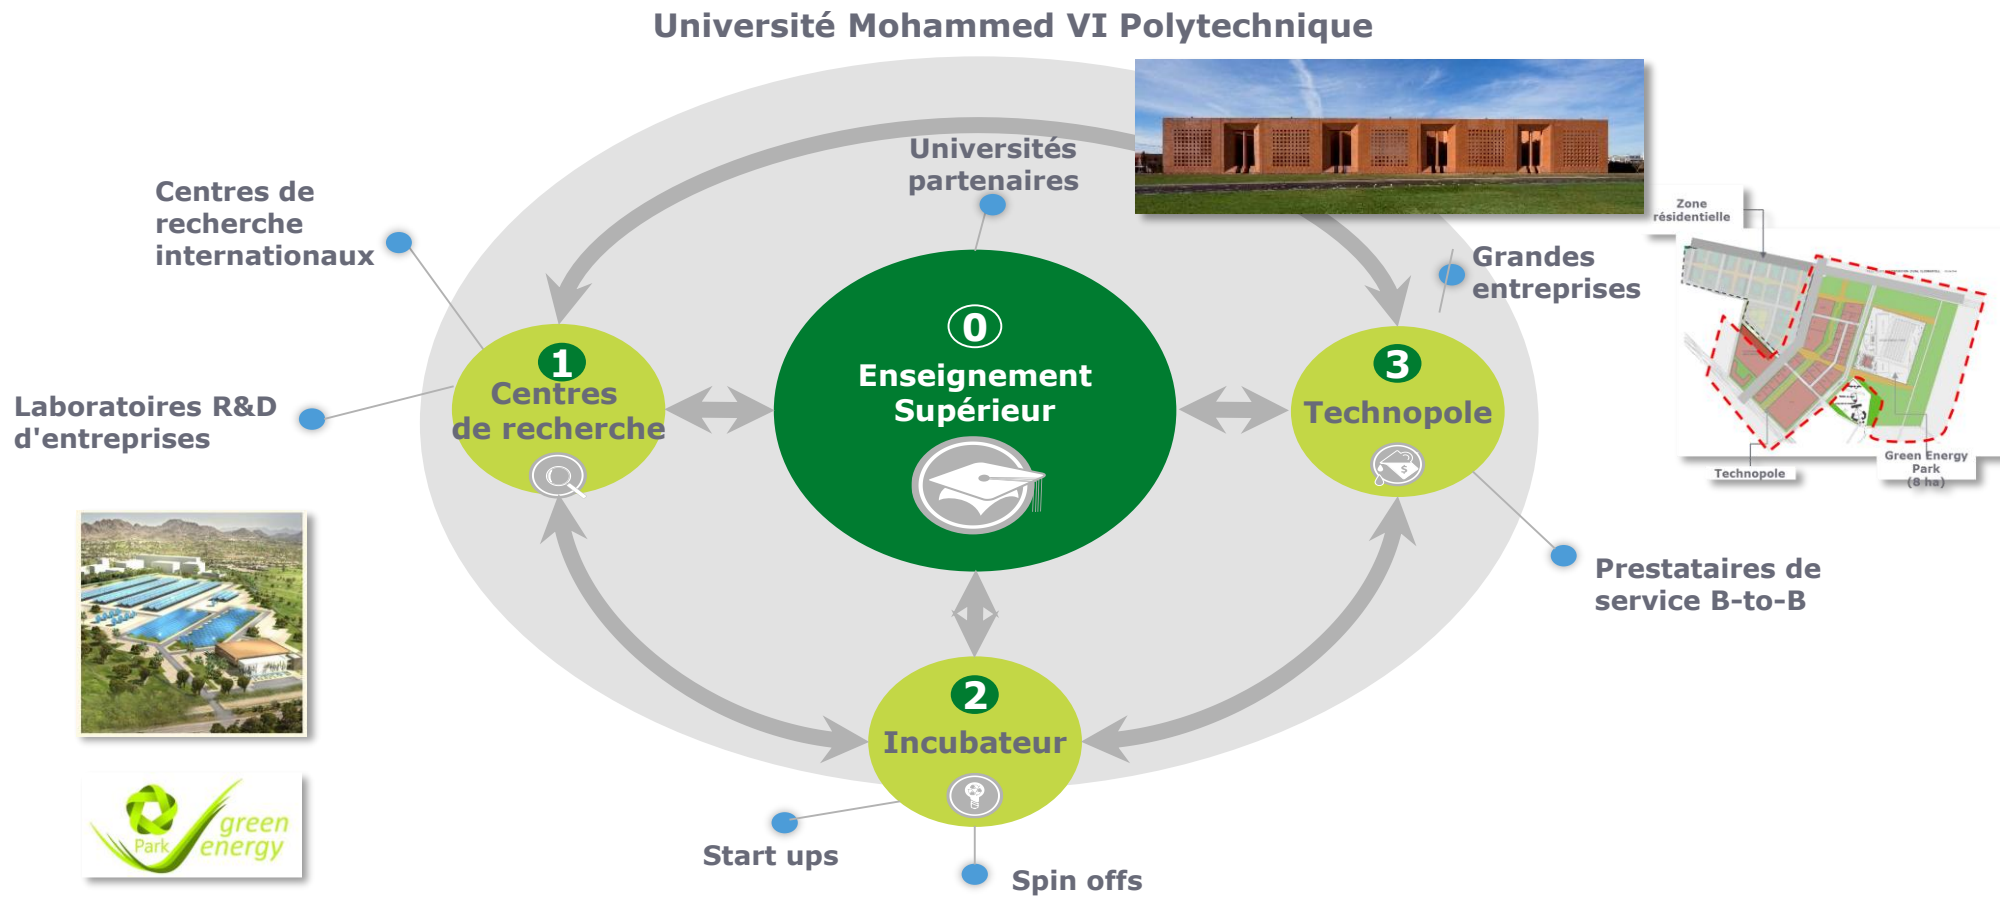 Université Mohammed VI Polytechnique
Universités
partenaires
Centres de
recherche
internationaux
Zone
résidentielle
Grandes
entreprises
0
Enseignement
Supérieur
1
Centres
de recherche
3
Technopole
$
Laboratoires R&D
d'entreprises
Technopole
Green Energy
Park
(8 ha)
Prestataires de
service B-to-B
2
Incubateur
Start ups
Spin offs
Park
green
energy